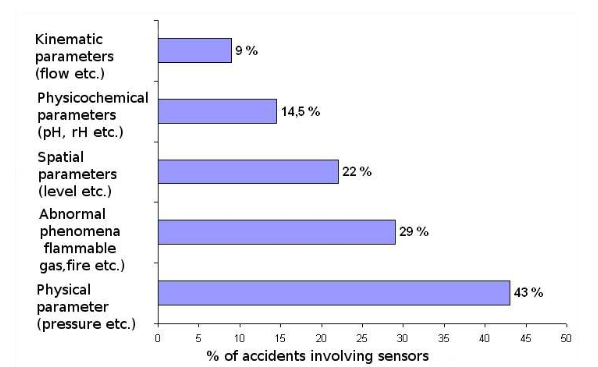 Kinematic
parameters
(flow etc.)
9 %
Physicochemical
parameters
(pH, rH etc.)
14,5 %
Spatial
parameters
(level etc.)
22 %
Abnormal
phenomena
flammable
gas,fire etc.)
29 %
Physical
parameter
(pressure etc.)
43 %
0 5 10 15 20 25 30 35 40 45 50
% of accidents involving sensors